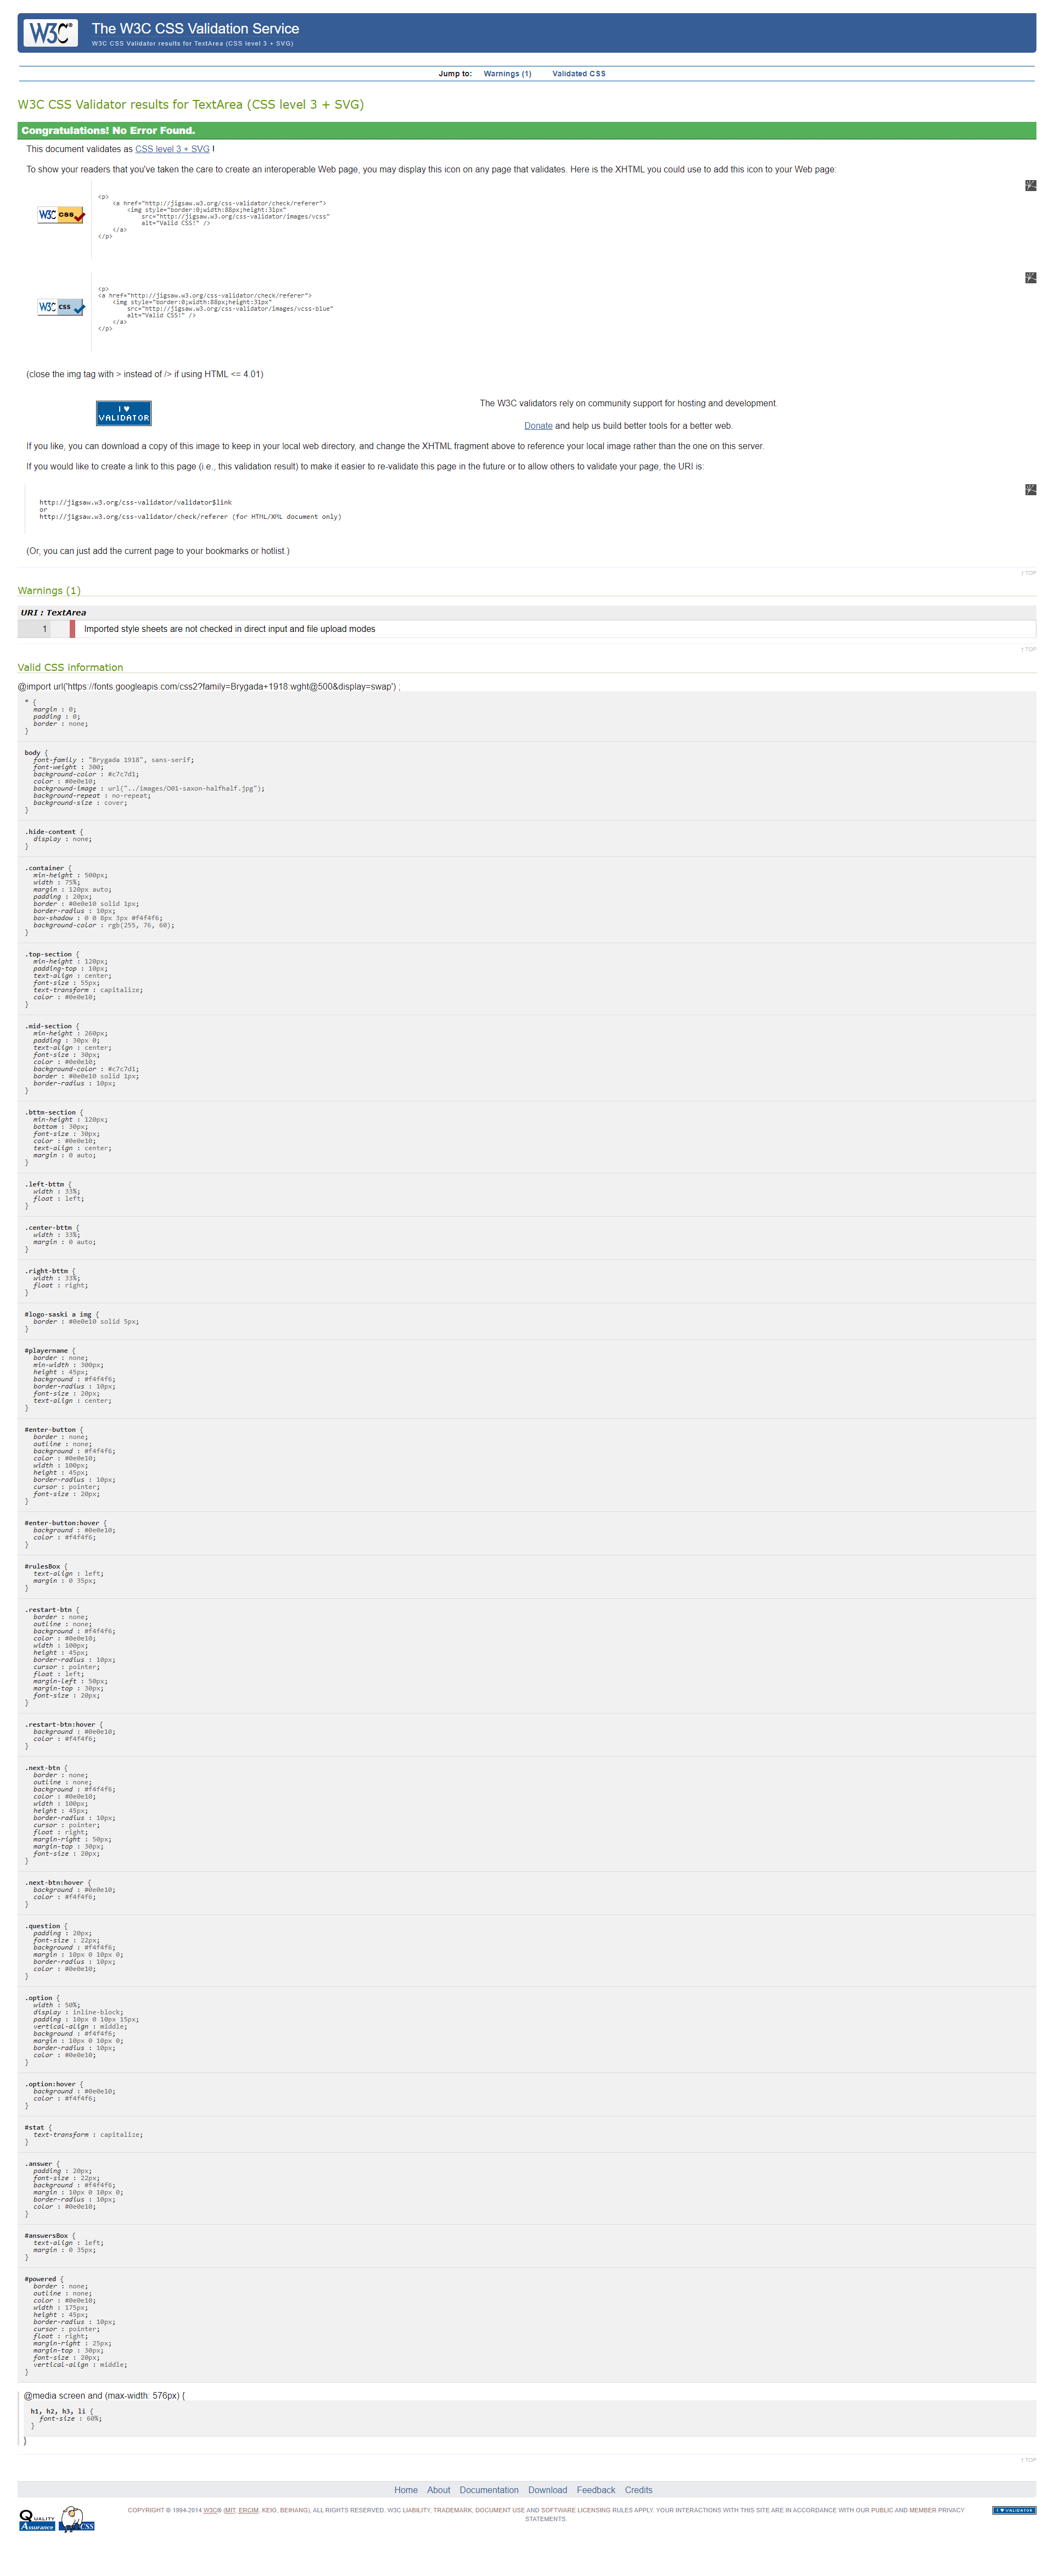 W3C®
The W3C CSS Validation Service
W3C CSS Validator results for TextArea (CSS level 3 + SVG)
Jump to: Warnings (1) Validated CSS
W3C CSS Validator results for TextArea (CSS level 3 + SVG)
Congratulations! No Error Found.
This document validates as CSS level 3 + SVG !
To show your readers that you've taken the care to create an interoperable Web page, you may display this icon on any page that validates. Here is the XHTML you could use to add this icon to your Web page:
W3C css
<p>
<a href="http://jigsaw.w3.org/css-validator/check/referer">
<img style="border:0;width:88px;height:31px"
src="http://jigsaw.w3.org/css-validator/images/vcss"
alt="Valid CSS!" />
</a>
</p>
W3C css
<p>
<a href="http://jigsaw.w3.org/css-validator/check/referer">
<img style="border:0;width:88px;height:31px"
src="http://jigsaw.w3.org/css-validator/images/vcss-blue"
alt="Valid CSS!" />
</a>
</p>
(close the img tag with > instead of /> if using HTML <= 4.01)
I ♥
VALIDATOR
The W3C validators rely on community support for hosting and development.
Donate and help us build better tools for a better web.
If you like, you can download a copy of this image to keep in your local web directory, and change the XHTML fragment above to reference your local image rather than the one on this server.
If you would like to create a link to this page (i.e., this validation result) to make it easier to re-validate this page in the future or to allow others to validate your page, the URI is:
http://jigsaw.w3.org/css-validator/validator$link
or
http://jigsaw.w3.org/css-validator/check/referer (for HTML/XML document only)
(Or, you can just add the current page to your bookmarks or hotlist.)
↑ TOP
Warnings (1)
URI : TextArea
1 Imported style sheets are not checked in direct input and file upload modes
↑ TOP
Valid CSS information
@import url('https://fonts.googleapis.com/css2?family=Brygada+1918:wght@500&display=swap') ;
* {
margin : 0;
padding : 0;
border : none;
}
body {
font-family : "Brygada 1918", sans-serif;
font-weight : 300;
background-color : #c7c7d1;
color : #0e0e10;
background-image : url("../images/001-saxon-halfhalf.jpg");
background-repeat : no-repeat;
background-size : cover;
}
.hide-content {
display : none;
}
.container {
min-height : 500px;
width : 75%;
margin : 120px auto;
padding : 20px;
border : #0e0e10 solid 1px;
border-radius : 10px;
box-shadow : 0 0 8px 3px #f4f4f6;
background-color : rgb(255, 76, 60);
}
.top-section {
min-height : 120px;
padding-top : 10px;
text-align : center;
font-size : 55px;
text-transform : capitalize;
color : #0e0e10;
}
.mid-section {
min-height : 260px;
padding : 30px 0;
text-align : center;
font-size : 30px;
color : #0e0e10;
background-color : #c7c7d1;
border : #0e0e10 solid 1px;
border-radius : 10px;
}
.bttm-section {
min-height : 120px;
bottom : 30px;
font-size : 30px;
color : #0e0e10;
text-align : center;
margin : 0 auto;
}
.left-bttm {
width : 33%;
float : left;
}
.center-bttm {
width : 33%;
margin : 0 auto;
}
.right-bttm {
width : 33%;
float : right;
}
#logo-saski a img {
border : #0e0e10 solid 5px;
}
#playername {
border : none;
min-width : 300px;
height : 45px;
background : #f4f4f6;
border-radius : 10px;
font-size : 20px;
text-align : center;
}
#enter-button {
border : none;
outline : none;
background : #f4f4f6;
color : #0e0e10;
width : 100px;
height : 45px;
border-radius : 10px;
cursor : pointer;
font-size : 20px;
}
#enter-button:hover {
background : #0e0e10;
color : #f4f4f6;
}
#rulesBox {
text-align : left;
margin : 0 35px;
}
.restart-btn {
border : none;
outline : none;
background : #f4f4f6;
color : #0e0e10;
width : 100px;
height : 45px;
border-radius : 10px;
cursor : pointer;
float : left;
margin-left : 50px;
margin-top : 30px;
font-size : 20px;
}
.restart-btn:hover {
background : #0e0e10;
color : #f4f4f6;
}
.next-btn {
border : none;
outline : none;
background : #f4f4f6;
color : #0e0e10;
width : 100px;
height : 45px;
border-radius : 10px;
cursor : pointer;
float : right;
margin-right : 50px;
margin-top : 30px;
font-size : 20px;
}
.next-btn:hover {
background : #0e0e10;
color : #f4f4f6;
}
.question {
padding : 20px;
font-size : 22px;
background : #f4f4f6;
margin : 10px 0 10px 0;
border-radius : 10px;
color : #0e0e10;
}
.option {
width : 50%;
display : inline-block;
padding : 10px 0 10px 15px;
vertical-align : middle;
background : #f4f4f6;
margin : 10px 0 10px 0;
border-radius : 10px;
color : #0e0e10;
}
.option:hover {
background : #0e0e10;
color : #f4f4f6;
}
#stat {
text-transform : capitalize;
}
.answer {
padding : 20px;
font-size : 22px;
background : #f4f4f6;
margin : 10px 0 10px 0;
border-radius : 10px;
color : #0e0e10;
}
#answersBox {
text-align : left;
margin : 0 35px;
}
#powered {
border : none;
outline : none;
color : #0e0e10;
width : 175px;
height : 45px;
border-radius : 10px;
cursor : pointer;
float : right;
margin-right : 25px;
margin-top : 30px;
font-size : 20px;
vertical-align : middle;
}
@media screen and (max-width: 576px) {
h1, h2, h3, li {
font-size : 60%;
}
}
↑ TOP
Home About Documentation Download Feedback Credits
QUALITY
Assurance
CSS
COPYRIGHT © 1994-2014 W3C® (MIT, ERCIM, KEIO, BEIHANG), ALL RIGHTS RESERVED. W3C LIABILITY, TRADEMARK, DOCUMENT USE AND SOFTWARE LICENSING RULES APPLY. YOUR INTERACTIONS WITH THIS SITE ARE IN ACCORDANCE WITH OUR PUBLIC AND MEMBER PRIVACY
STATEMENTS.
I ♥ VALIDATOR